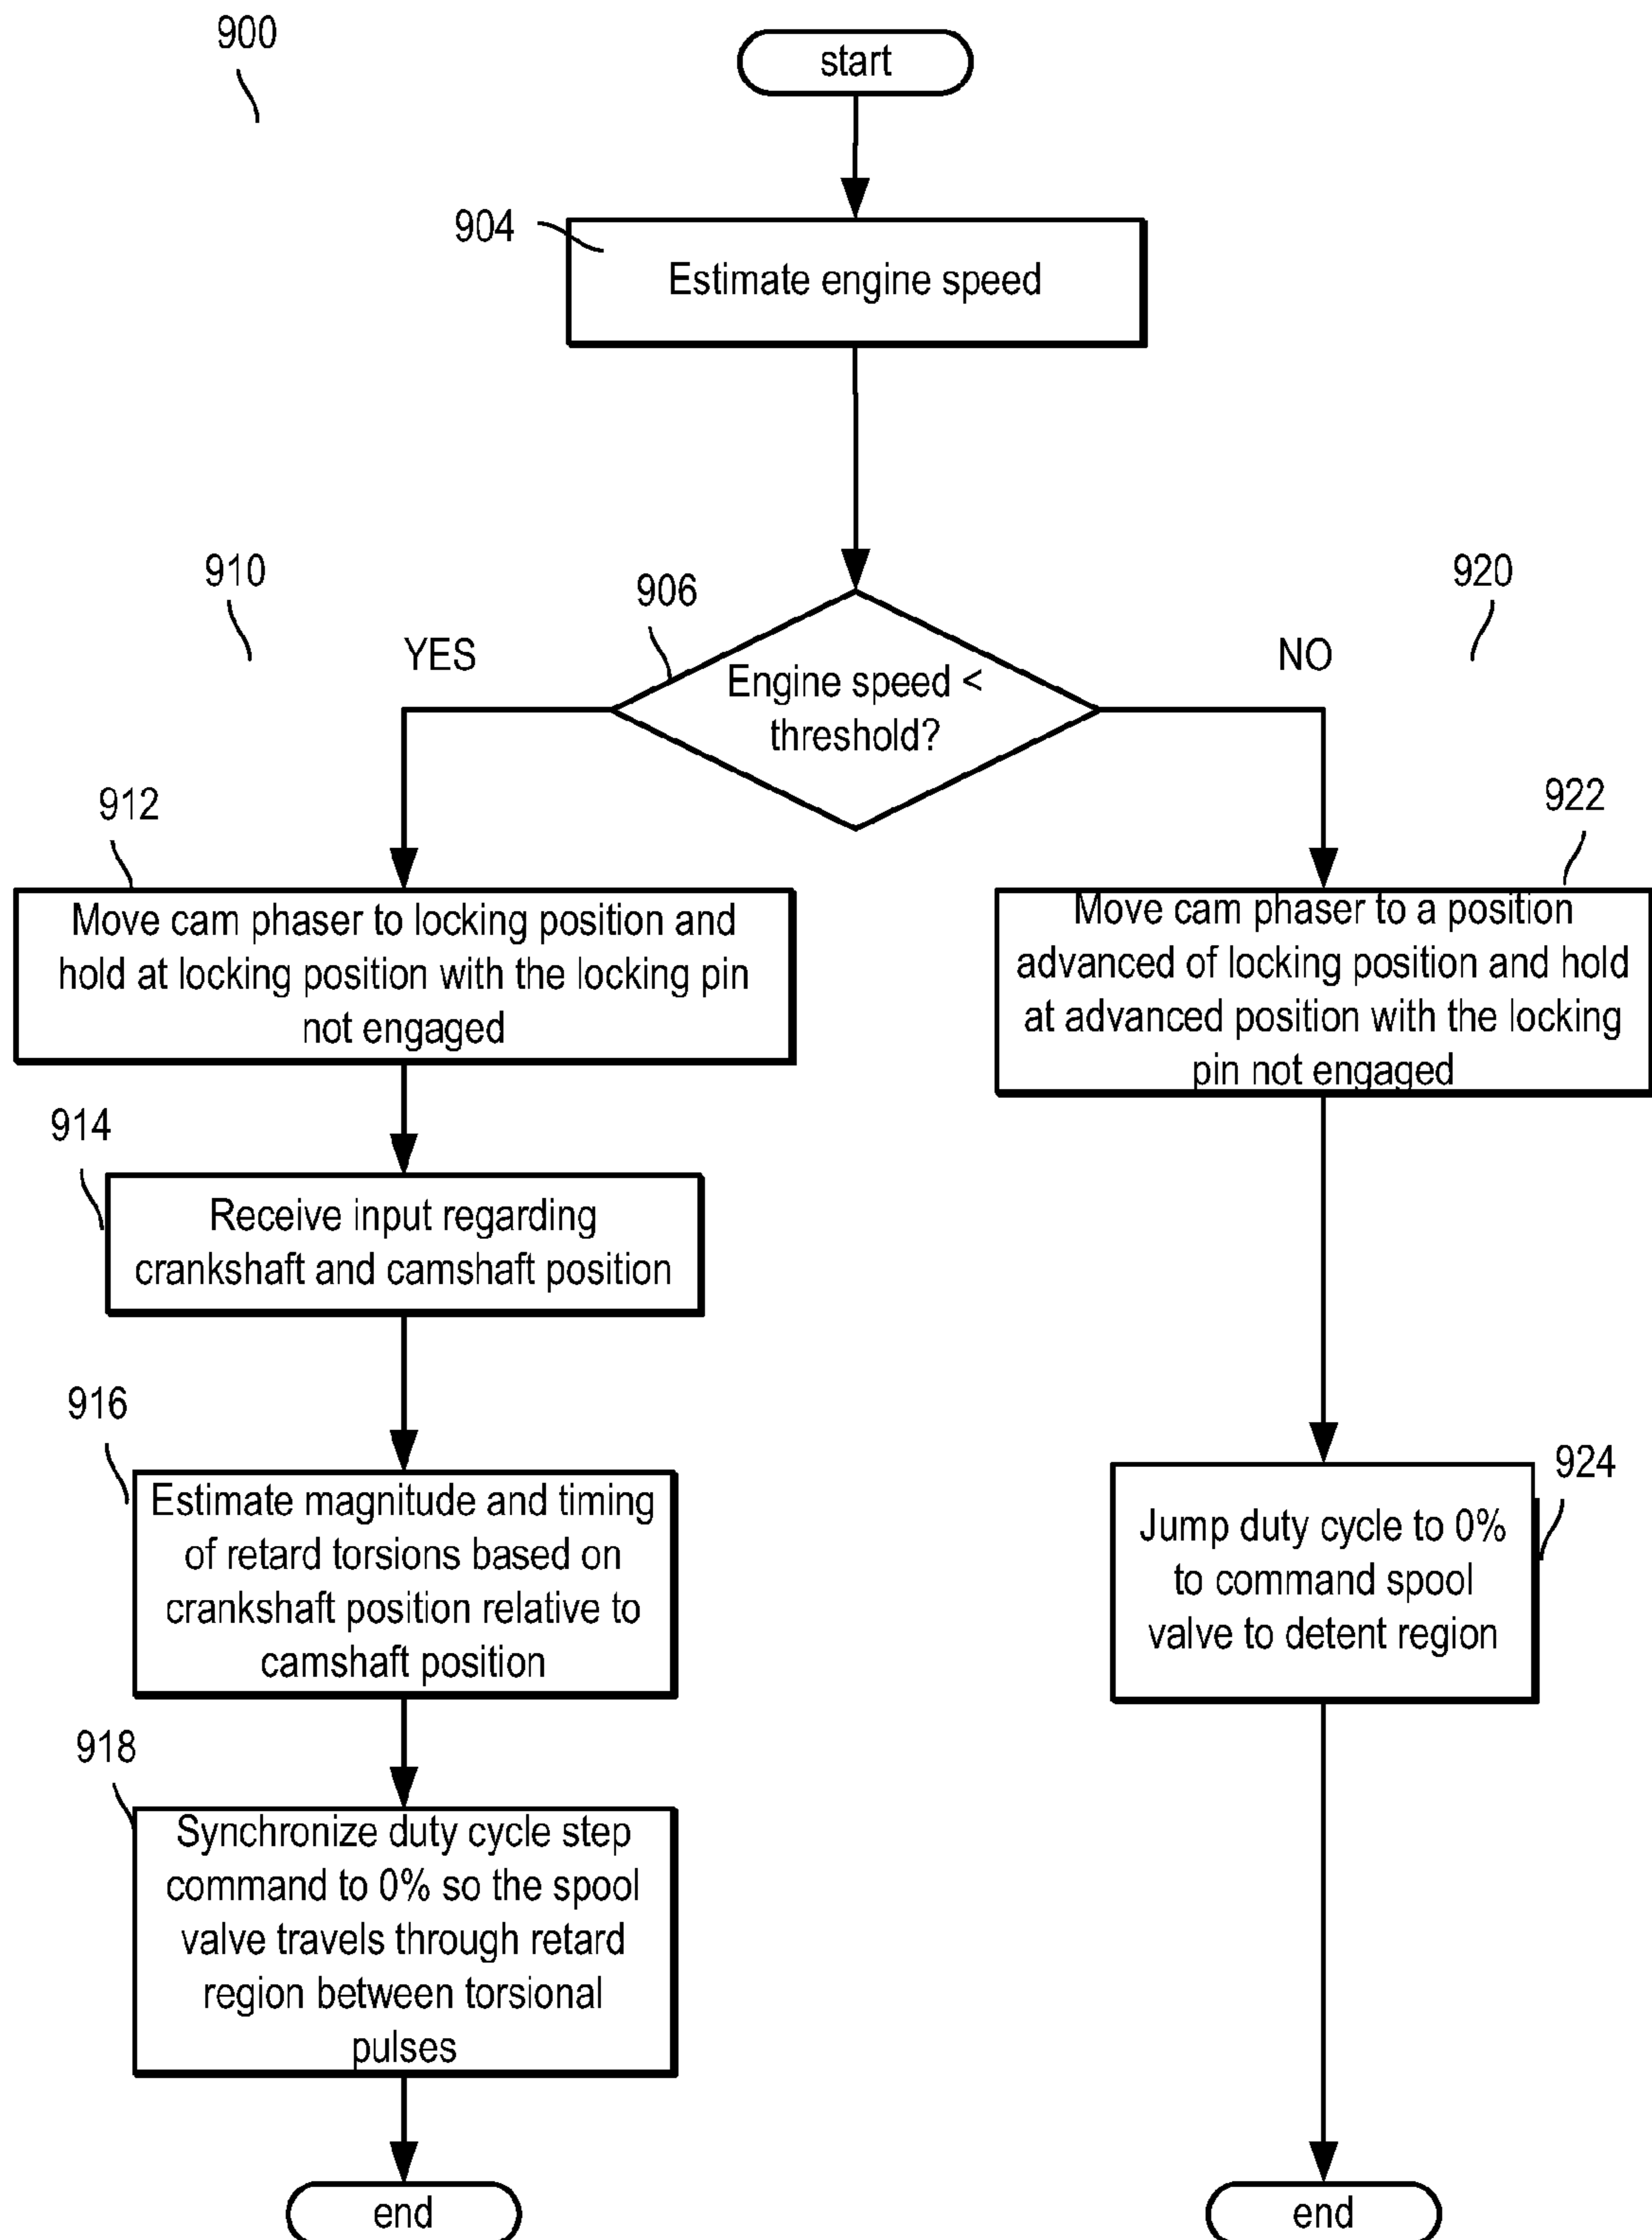 900
start
904
Estimate engine speed
910
906
920
YES
NO
Engine speed <
threshold?
912
922
Move cam phaser to locking position and
hold at locking position with the locking pin
not engaged
Move cam phaser to a position
advanced of locking position and hold
at advanced position with the locking
pin not engaged
914
Receive input regarding
crankshaft and camshaft position
916
Estimate magnitude and timing
of retard torsions based on
crankshaft position relative to
camshaft position
924
Jump duty cycle to 0%
to command spool
valve to detent region
918
Synchronize duty cycle step
command to 0% so the spool
valve travels through retard
region between torsional
pulses
end
end